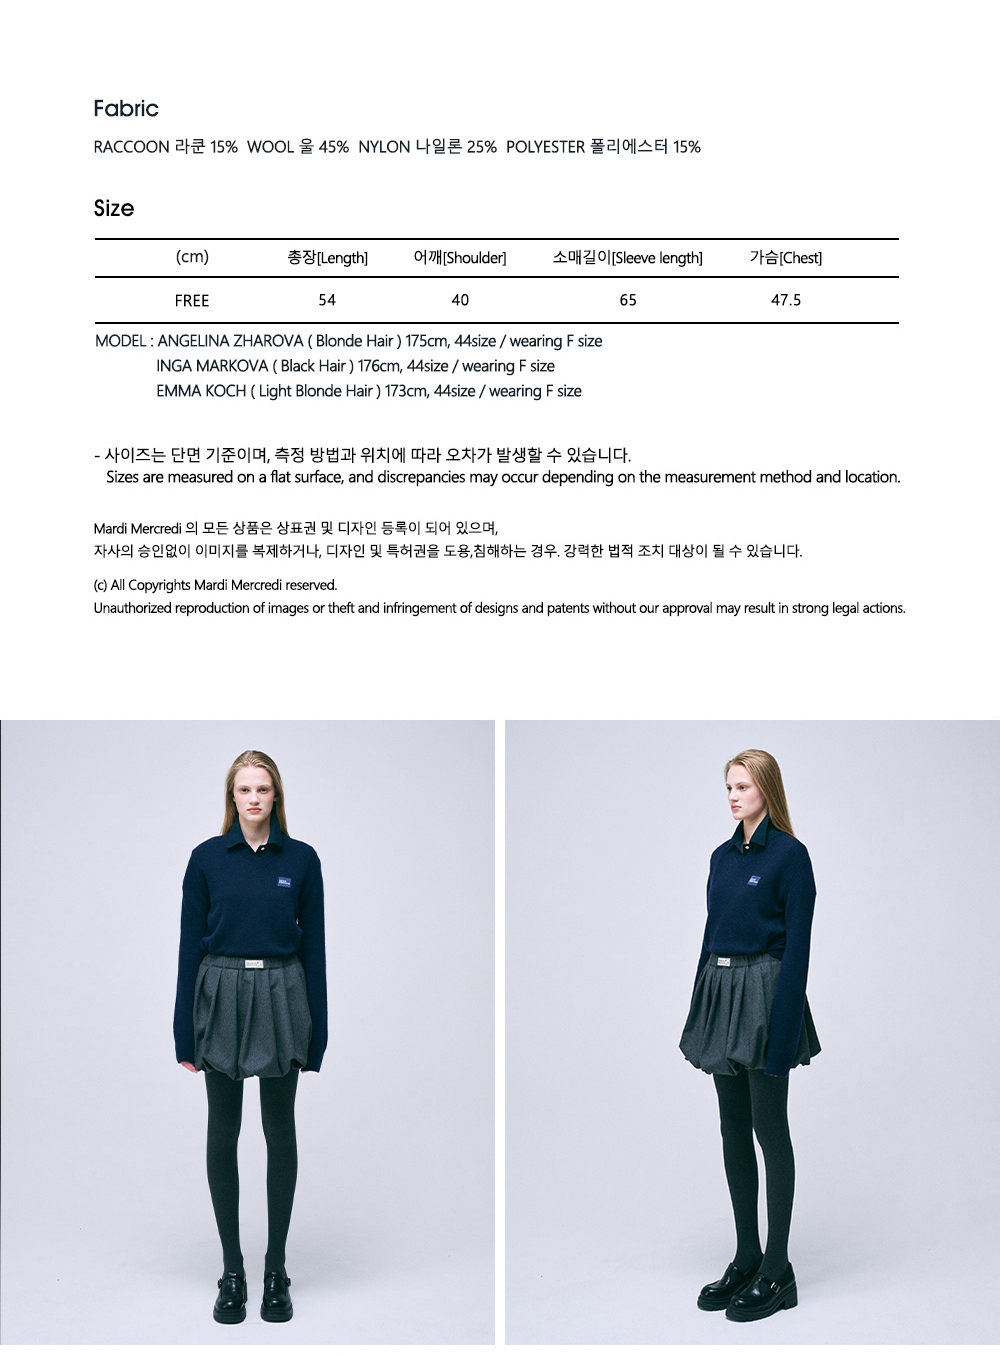 Fabric
RACCOON 라쿤 15% WOOL 울 45% NYLON 나일론 25% POLYESTER 폴리에스터 15%
Size
(cm) 총장[Length] 어깨[Shoulder] 소매길이[Sleeve length] 가슴[Chest]
FREE 54 40 65 47.5
MODEL : ANGELINA ZHAROVA ( Blonde Hair ) 175cm, 44size / wearing F size
INGA MARKOVA ( Black Hair ) 176cm, 44size / wearing F size
EMMA KOCH ( Light Blonde Hair ) 173cm, 44size / wearing F size
- 사이즈는 단면 기준이며, 측정 방법과 위치에 따라 오차가 발생할 수 있습니다.
Sizes are measured on a flat surface, and discrepancies may occur depending on the measurement method and location.
Mardi Mercredi 의 모든 상품은 상표권 및 디자인 등록이 되어 있으며,
자사의 승인없이 이미지를 복제하거나, 디자인 및 특허권을 도용,침해하는 경우. 강력한 법적 조치 대상이 될 수 있습니다.
(c) All Copyrights Mardi Mercredi reserved.
Unauthorized reproduction of images or theft and infringement of designs and patents without our approval may result in strong legal actions.